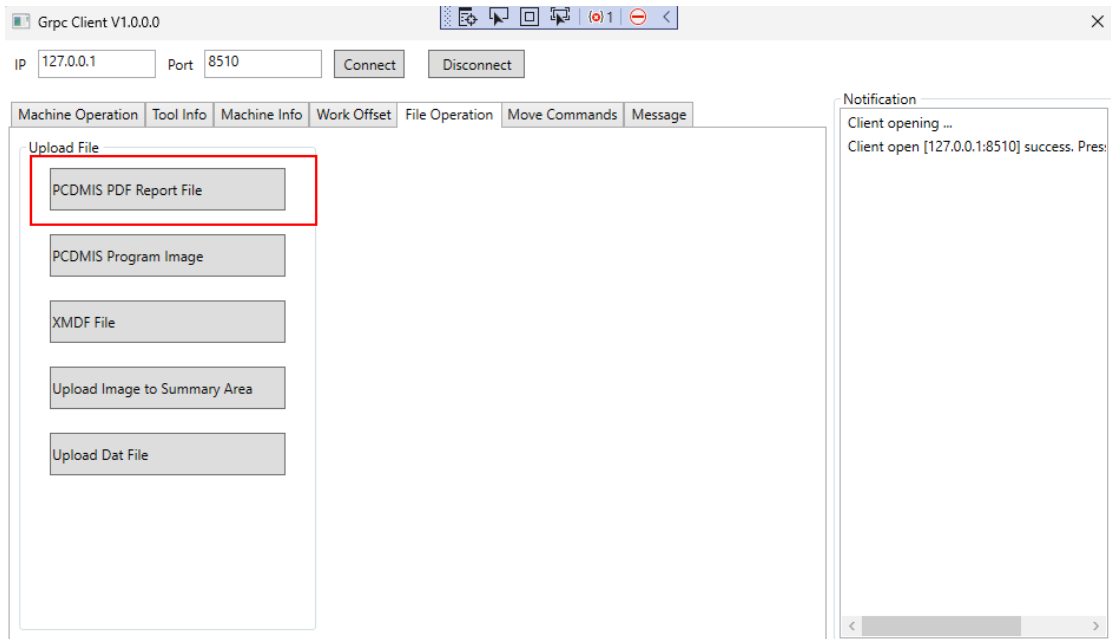 Grpc Client V1.0.0.0
1
IP 127.0.0.1 Port 8510 Connect Disconnect
Machine Operation Tool Info Machine Info Work Offset File Operation Move Commands Message
Upload File
PCDMIS PDF Report File
PCDMIS Program Image
XMDF File
Upload Image to Summary Area
Upload Dat File
Notification
Client opening ...
Client open [127.0.0.1:8510] success. Press